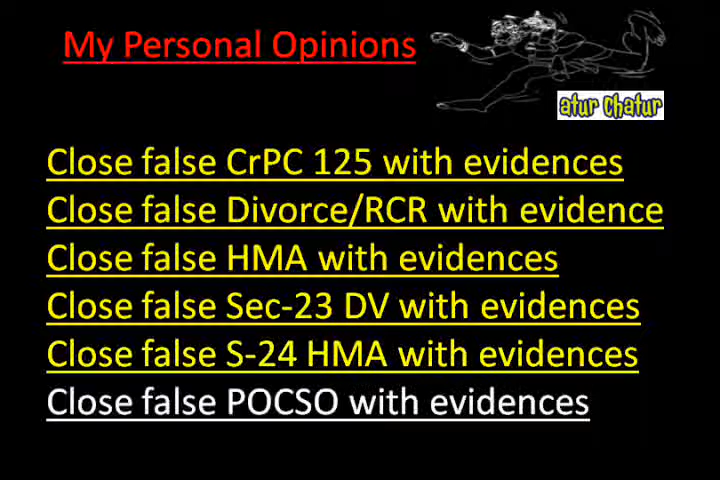 My Personal Opinions
atur Chatur
Close false CrPC 125 with evidences
Close false Divorce/RCR with evidence
Close false HMA with evidences
Close false Sec-23 DV with evidences
Close false S-24 HMA with evidences
Close false POCSO with evidences